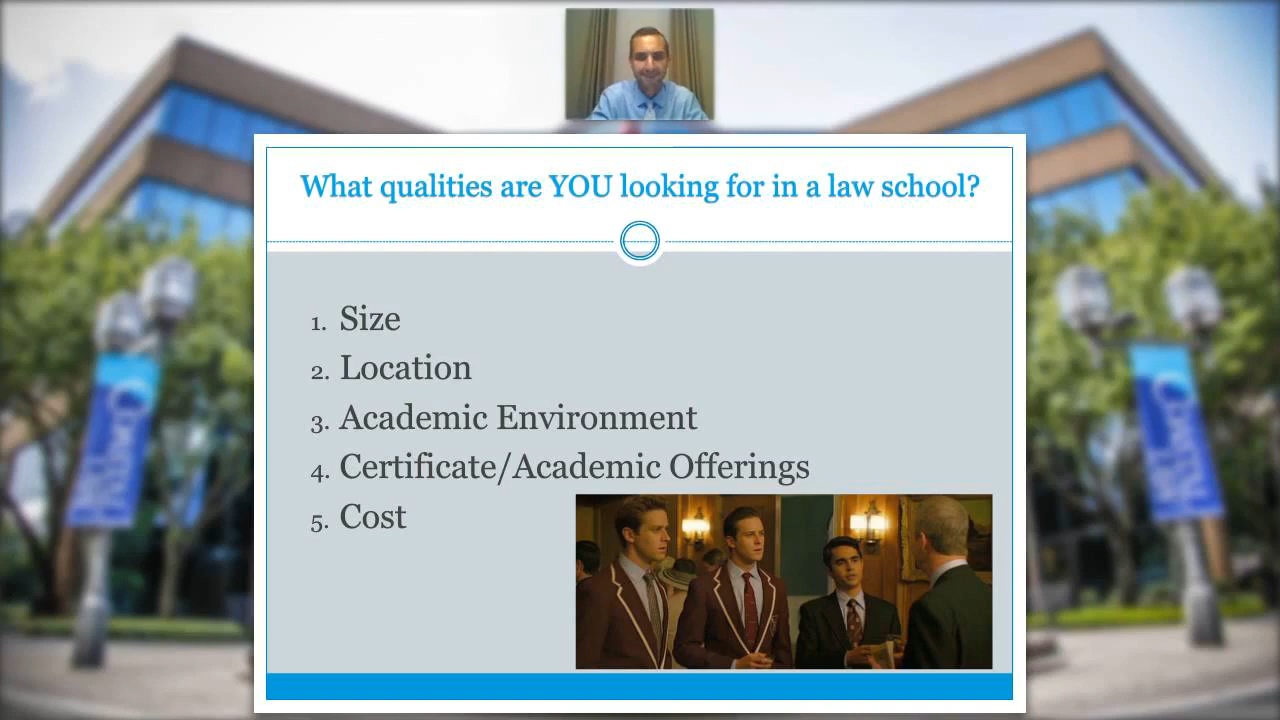 What qualities are YOU looking for in a law school?
1. Size
2. Location
3. Academic Environment
4. Certificate/Academic Offerings
5. Cost